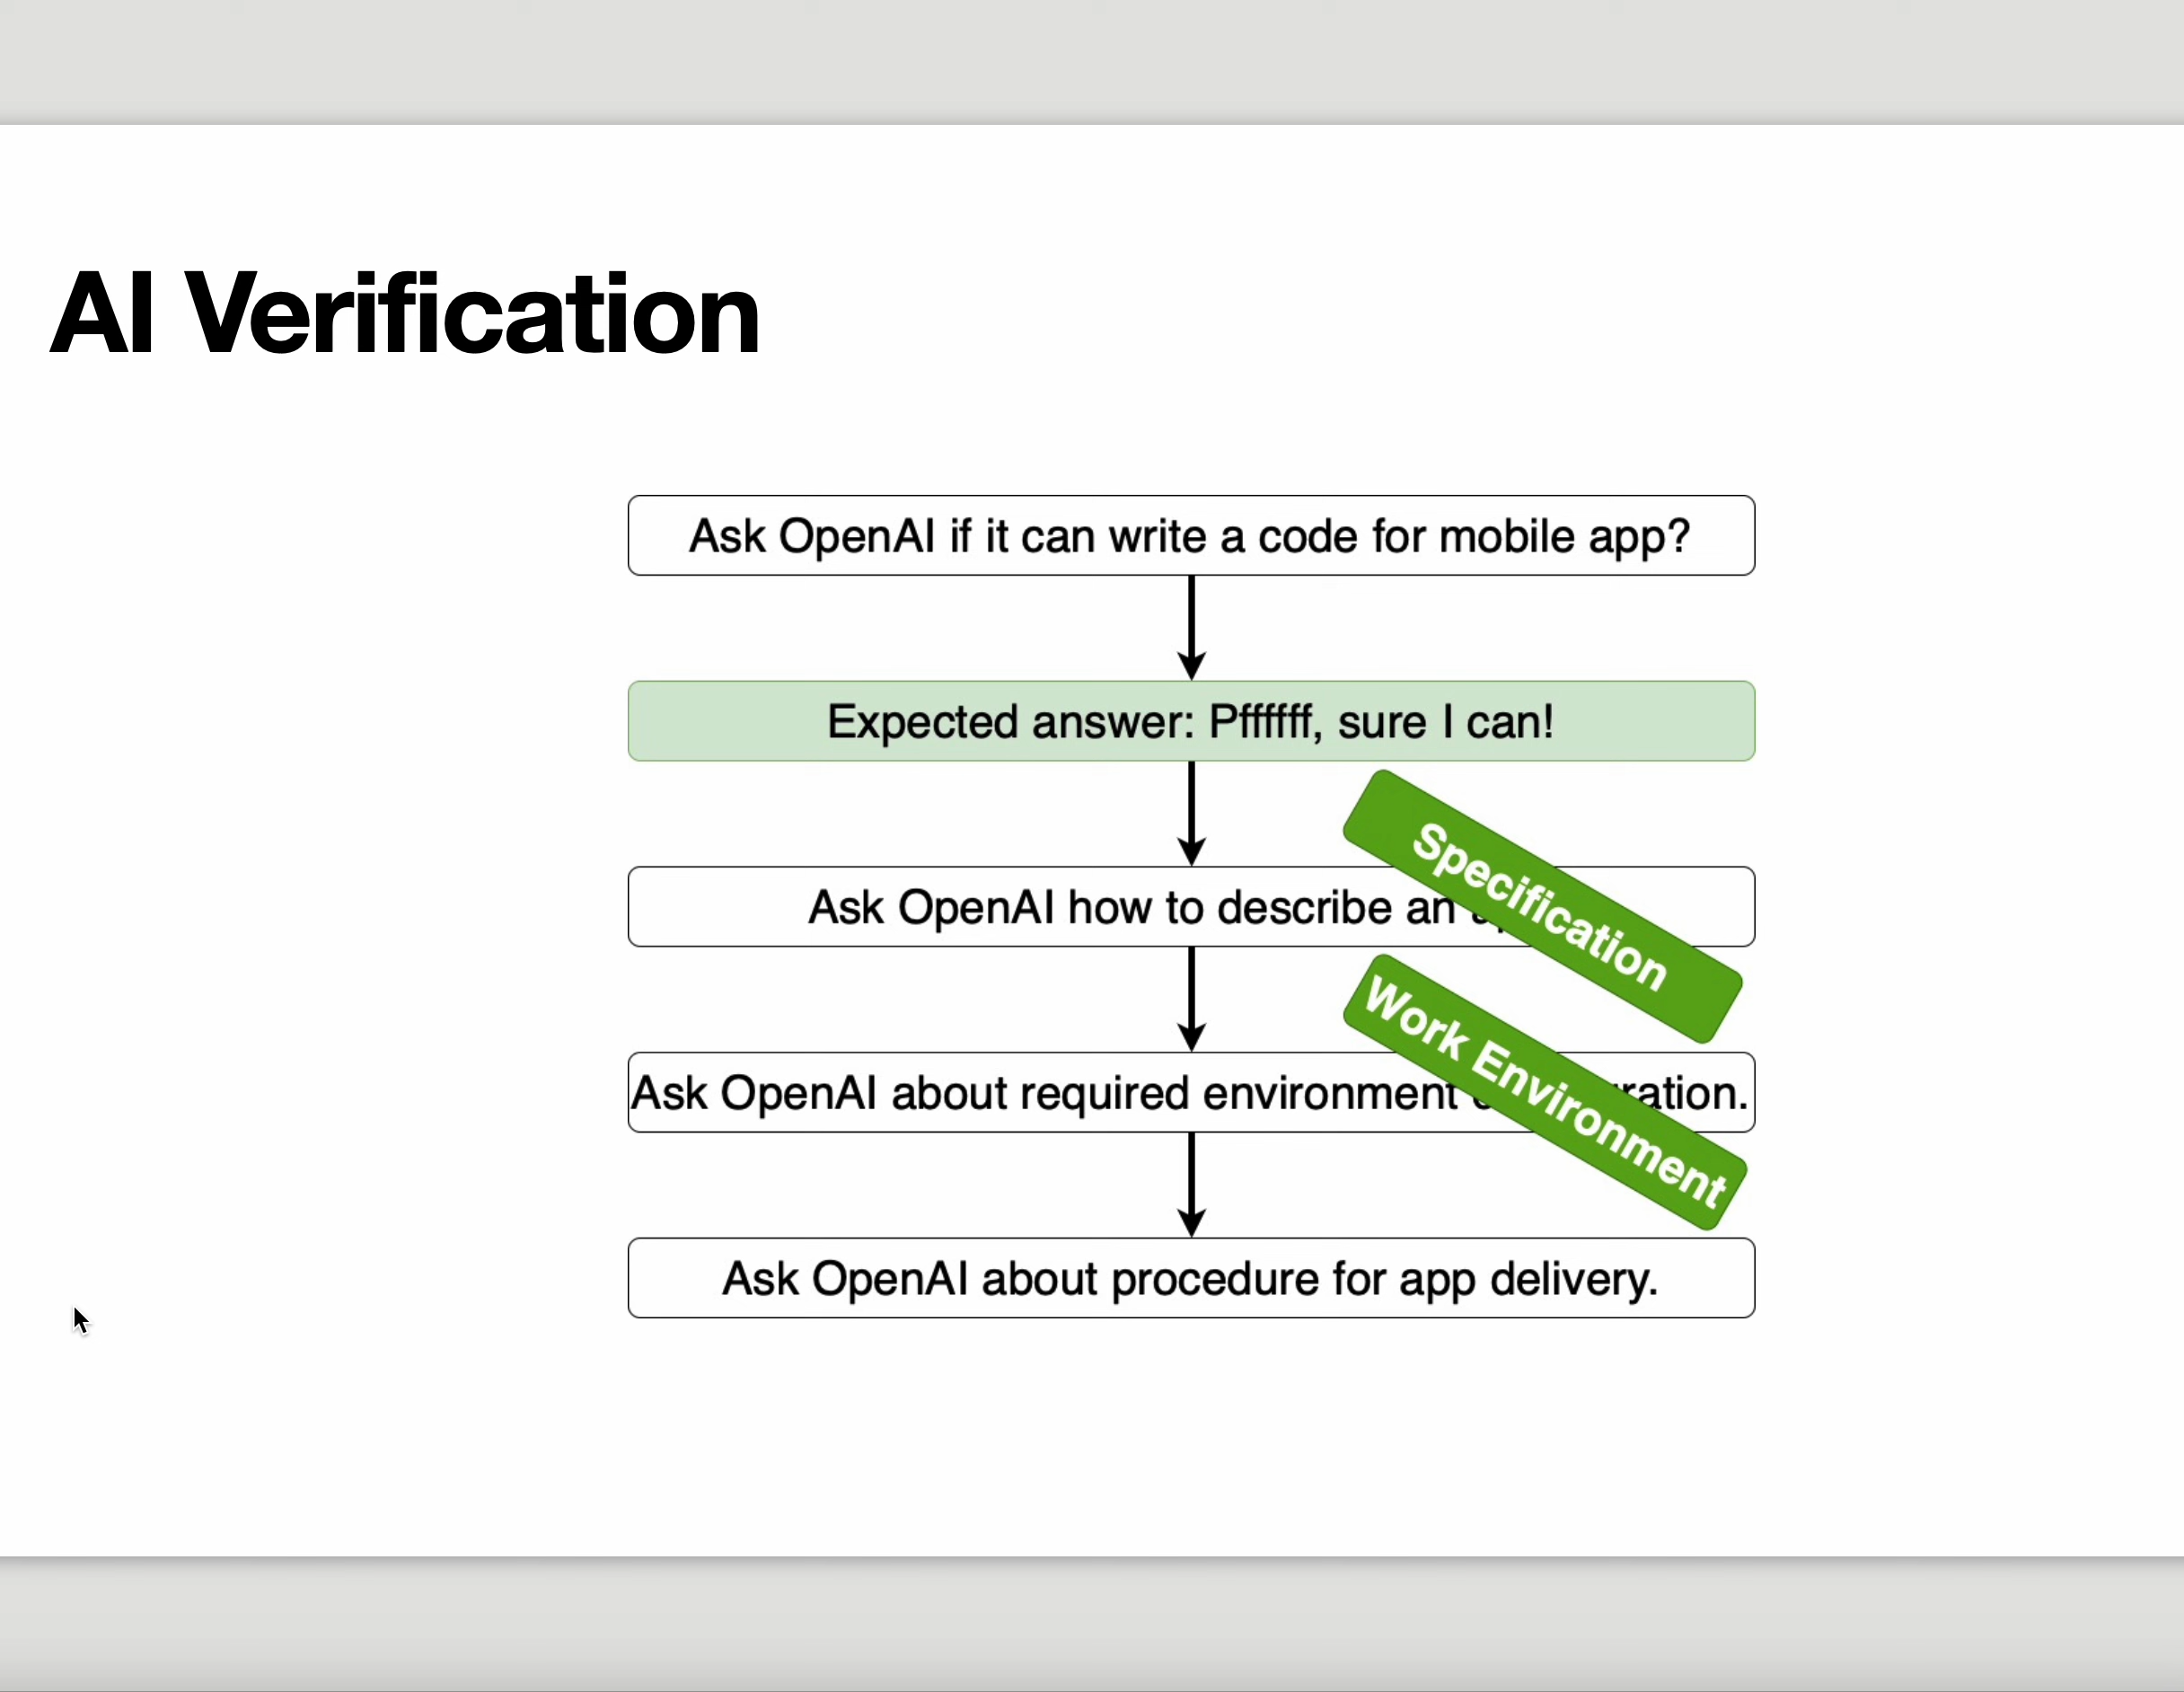 AI Verification
Ask OpenAI if it can write a code for mobile app?
Expected answer: Pffffff, sure I can!
Specification
Ask OpenAI how to describe an
Work Environment
Ask OpenAI about required environment
Ask OpenAI about procedure for app delivery.